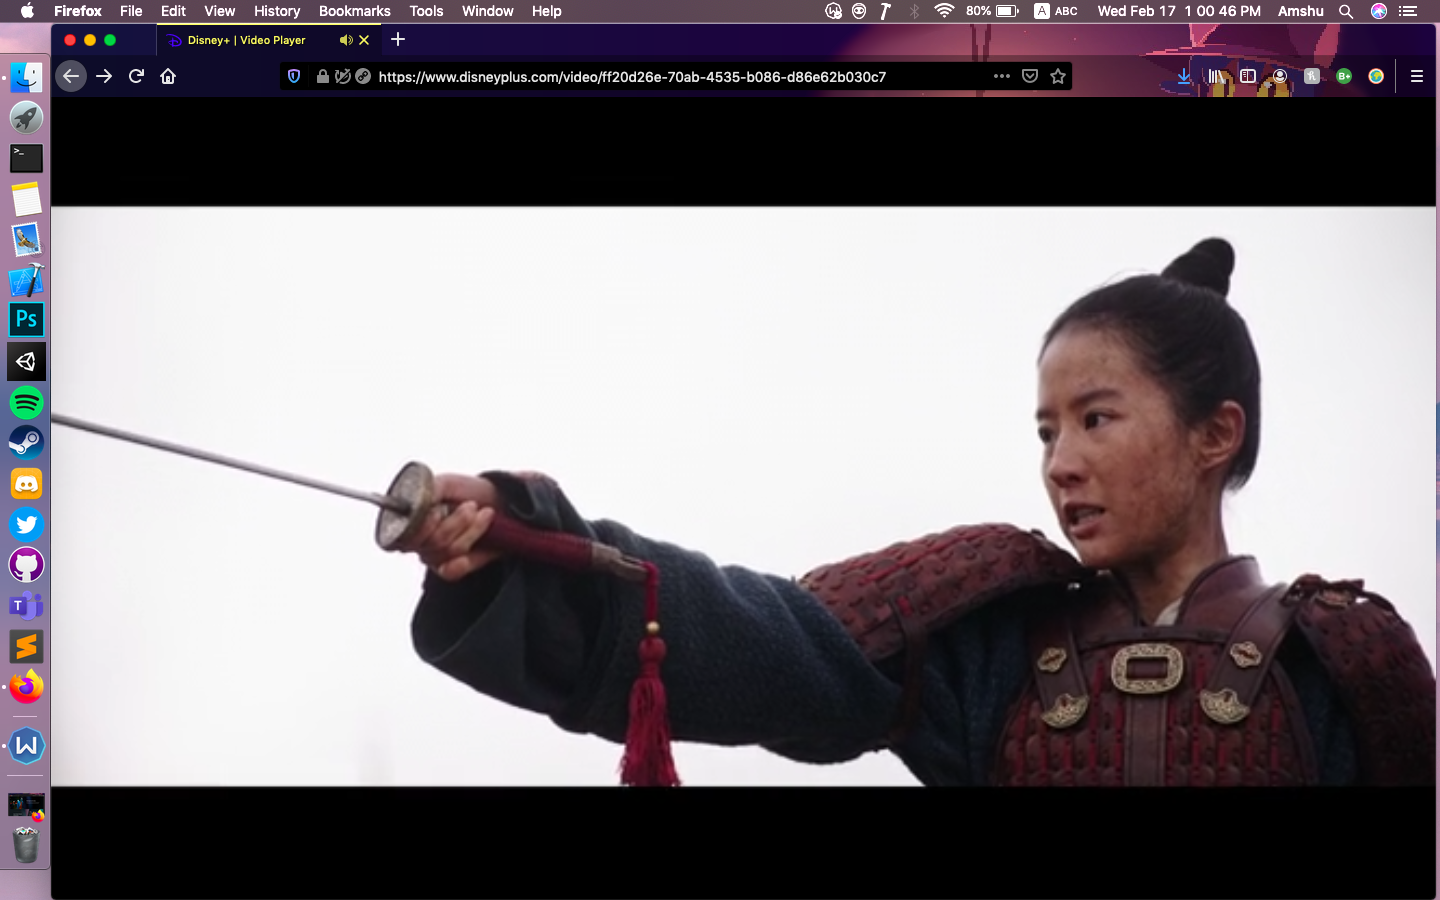 Firefox File Edit View History Bookmarks Tools Window Help 80% A ABC Wed Feb 17 1 00 46 PM Amshu
Disney+ | Video Player
https://www.disneyplus.com/video/ff20d26e-70ab-4535-b086-d86e62b030c7
B+
>_
Ps
T
W